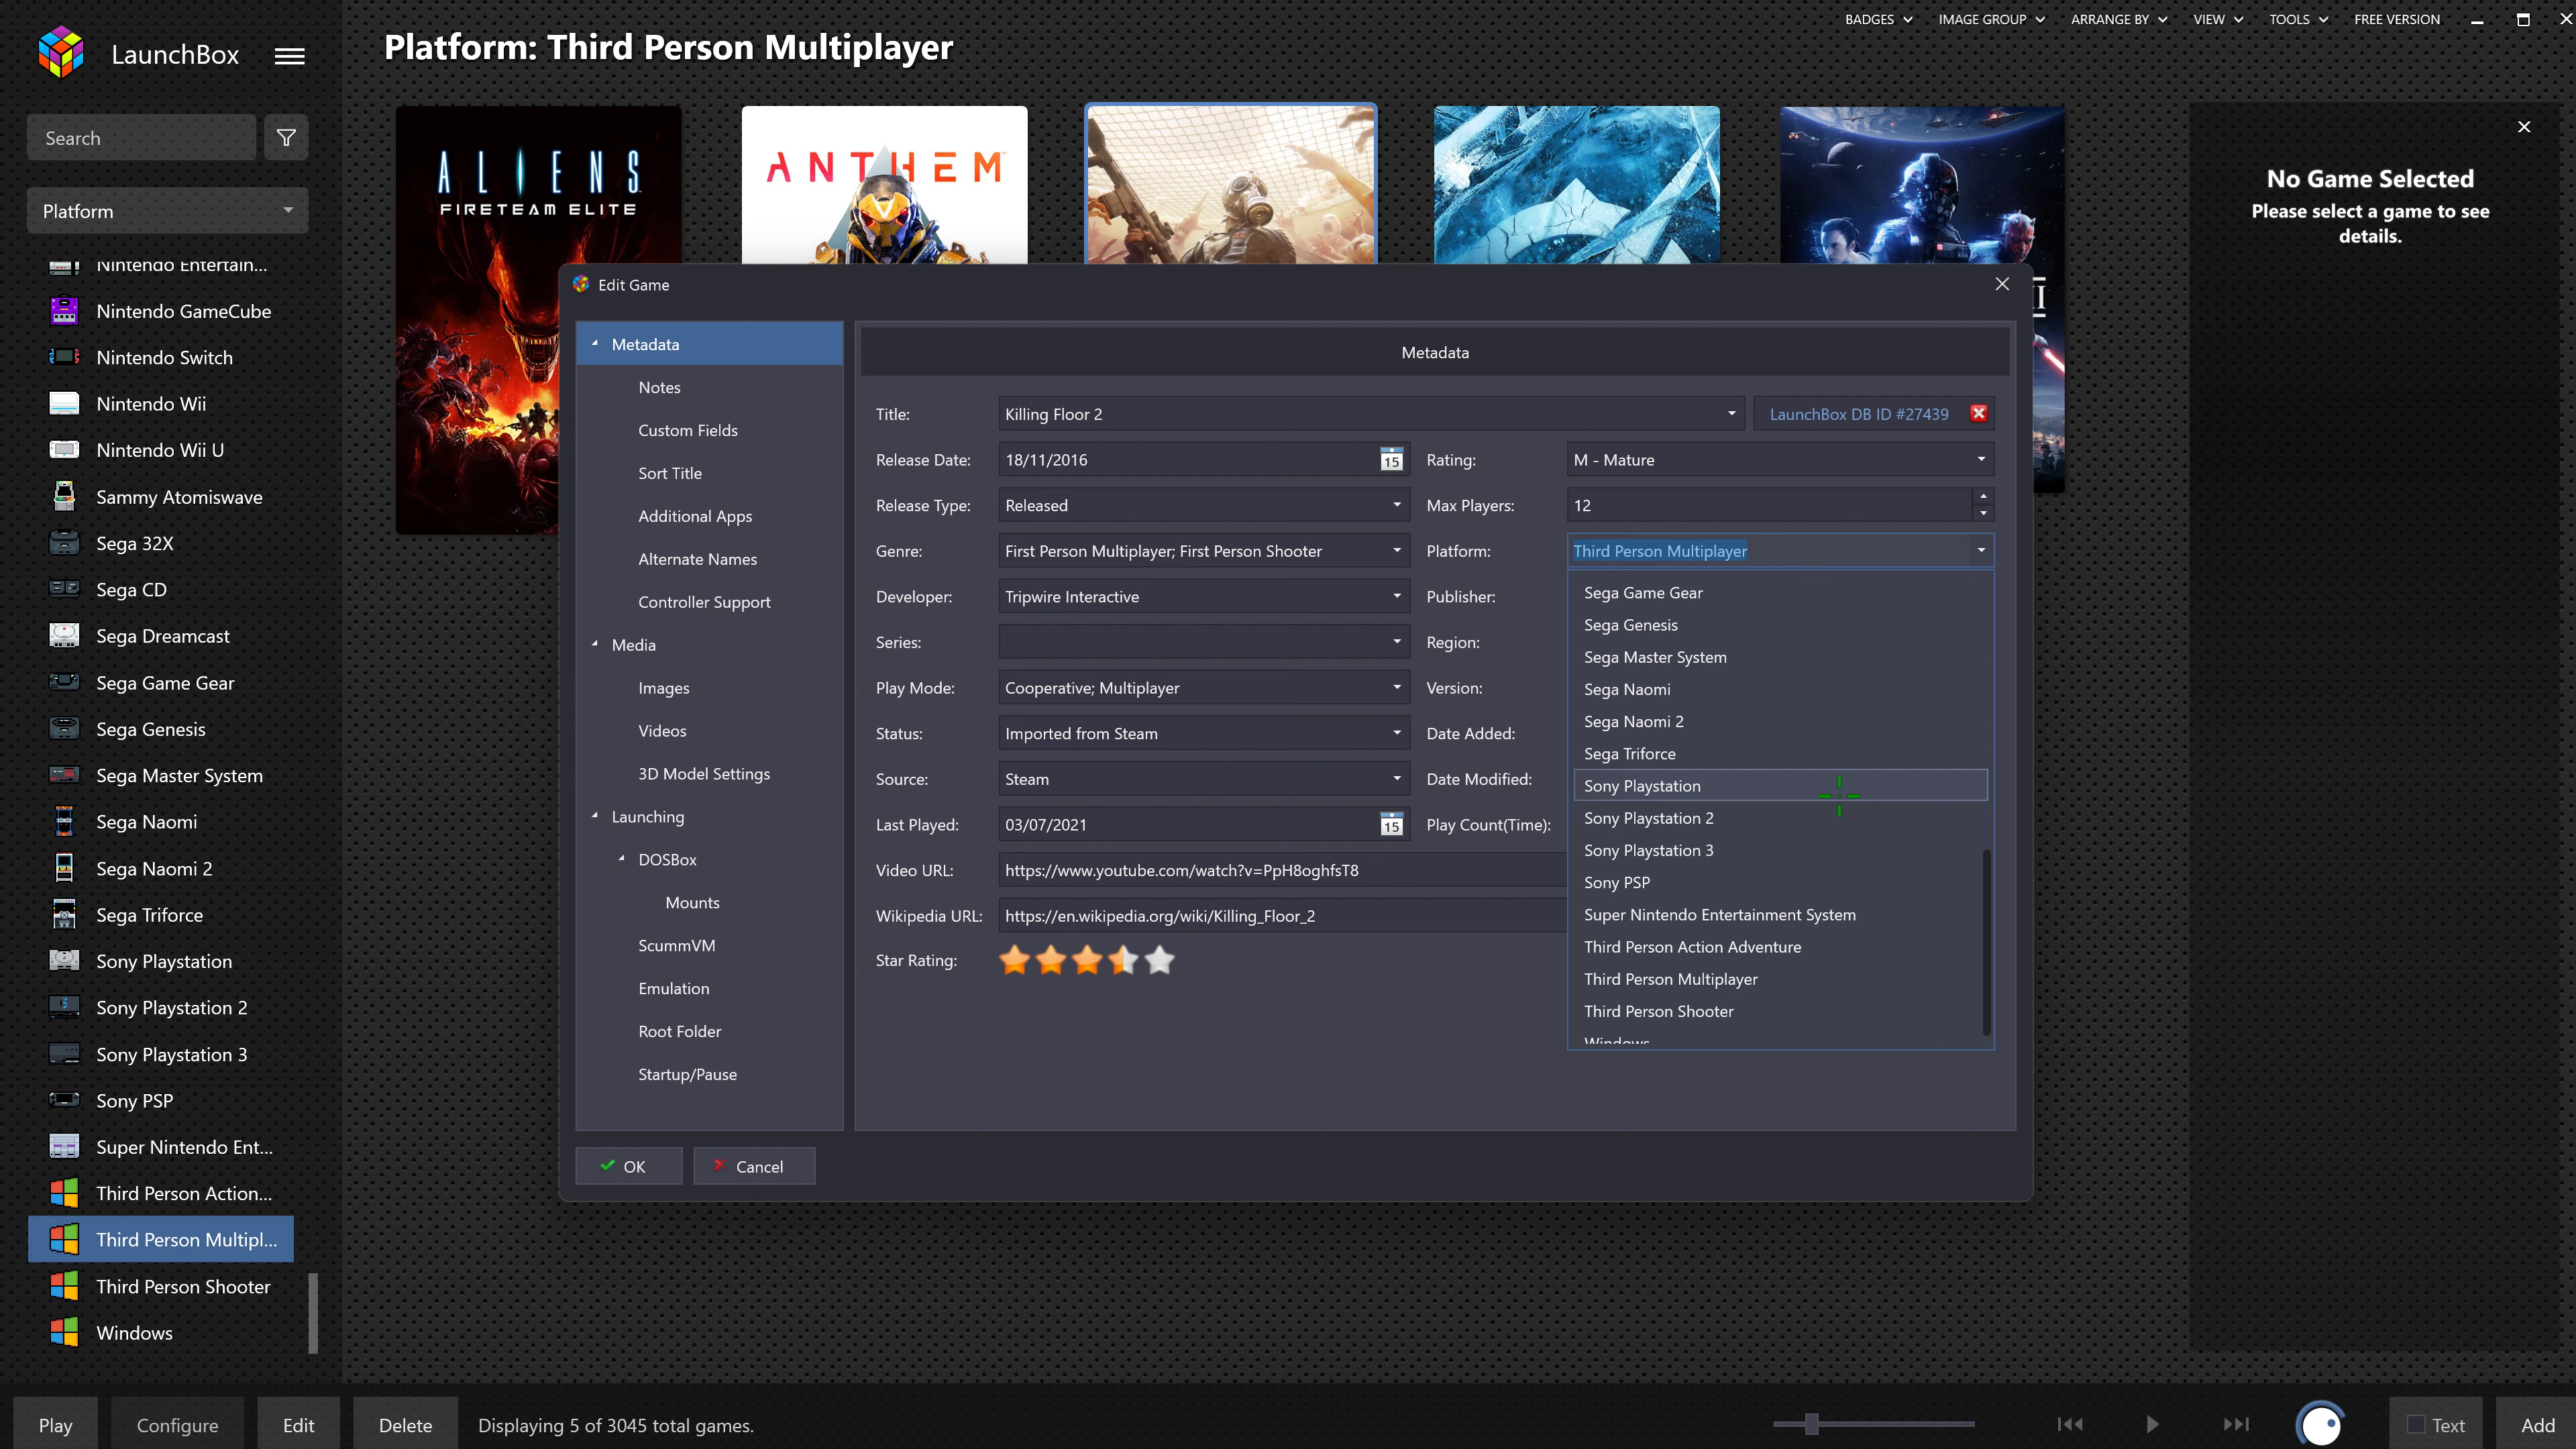 LaunchBox
Platform: Third Person Multiplayer
BADGES
IMAGE GROUP
ARRANGE BY
VIEW
TOOLS
FREE VERSION
Search
Platform
Nintendo Entertain...
Nintendo GameCube
Nintendo Switch
Nintendo Wii
Nintendo Wii U
Sammy Atomiswave
Sega 32X
Sega CD
Sega Dreamcast
Sega Game Gear
Sega Genesis
Sega Master System
Sega Naomi
Sega Naomi 2
Sega Triforce
Sony Playstation
Sony Playstation 2
Sony Playstation 3
Sony PSP
Super Nintendo Ent...
Third Person Action...
Third Person Multipl...
Third Person Shooter
Windows
ALIENS
FIRETEAM ELITE
ANTHEM
No Game Selected
Please select a game to see
details.
Edit Game
Metadata
Notes
Custom Fields
Sort Title
Additional Apps
Alternate Names
Controller Support
Media
Images
Videos
3D Model Settings
Launching
DOSBox
Mounts
ScummVM
Emulation
Root Folder
Startup/Pause
Metadata
Title: Killing Floor 2 LaunchBox DB ID #27439
Release Date: 18/11/2016 15 Rating: M - Mature
Release Type: Released Max Players: 12
Genre: First Person Multiplayer; First Person Shooter Platform: Third Person Multiplayer
Developer: Tripwire Interactive Publisher:
Series: Region:
Play Mode: Cooperative; Multiplayer Version:
Status: Imported from Steam Date Added:
Source: Steam Date Modified:
Last Played: 03/07/2021 15 Play Count(Time):
Video URL: https://www.youtube.com/watch?v=PpH8oghfsT8
Wikipedia URL: https://en.wikipedia.org/wiki/Killing_Floor_2
Star Rating:
Sega Game Gear
Sega Genesis
Sega Master System
Sega Naomi
Sega Naomi 2
Sega Triforce
Sony Playstation
Sony Playstation 2
Sony Playstation 3
Sony PSP
Super Nintendo Entertainment System
Third Person Action Adventure
Third Person Multiplayer
Third Person Shooter
Windows
OK
Cancel
Play
Configure
Edit
Delete
Displaying 5 of 3045 total games.
Text
Add